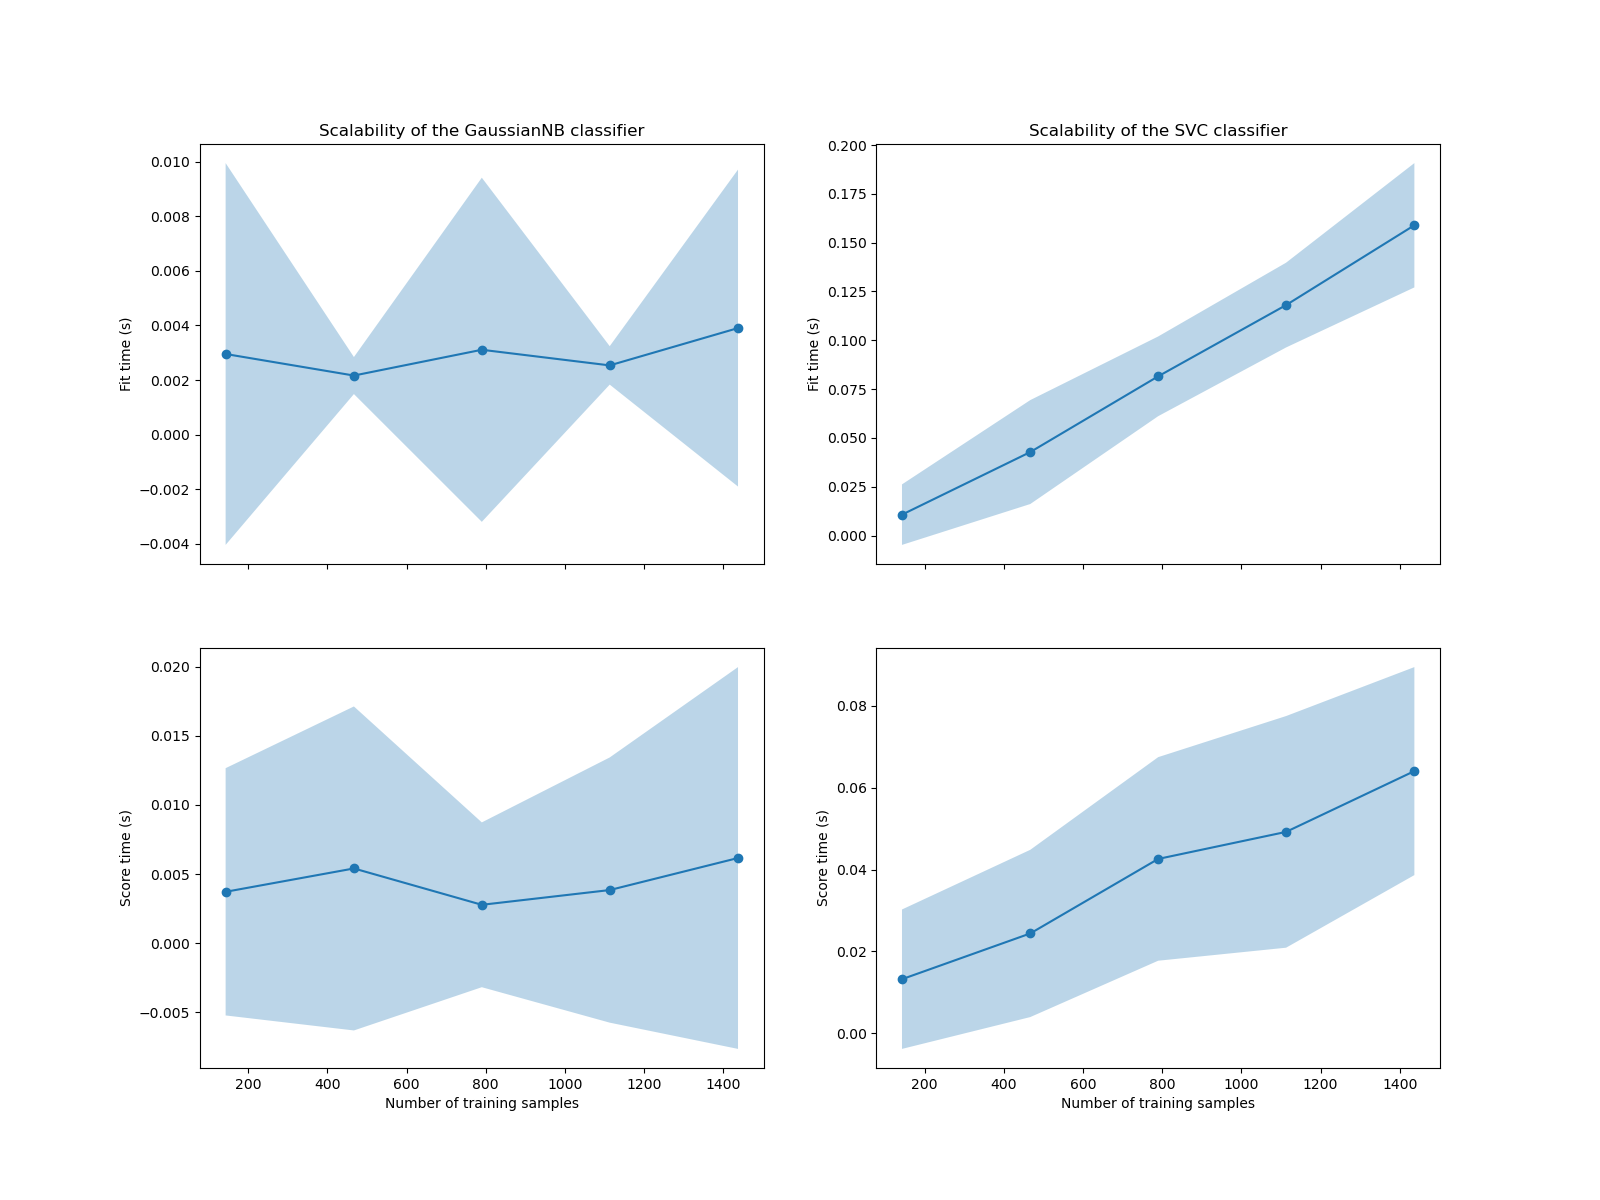 Scalability of the GaussianNB classifier
Fit time (s)
0.010
0.008
0.006
0.004
0.002
0.000
−0.002
−0.004
Scalability of the SVC classifier
Fit time (s)
0.200
0.175
0.150
0.125
0.100
0.075
0.050
0.025
0.000
Score time (s)
0.020
0.015
0.010
0.005
0.000
−0.005
200 400 600 800 1000 1200 1400
Number of training samples
Score time (s)
0.08
0.06
0.04
0.02
0.00
200 400 600 800 1000 1200 1400
Number of training samples